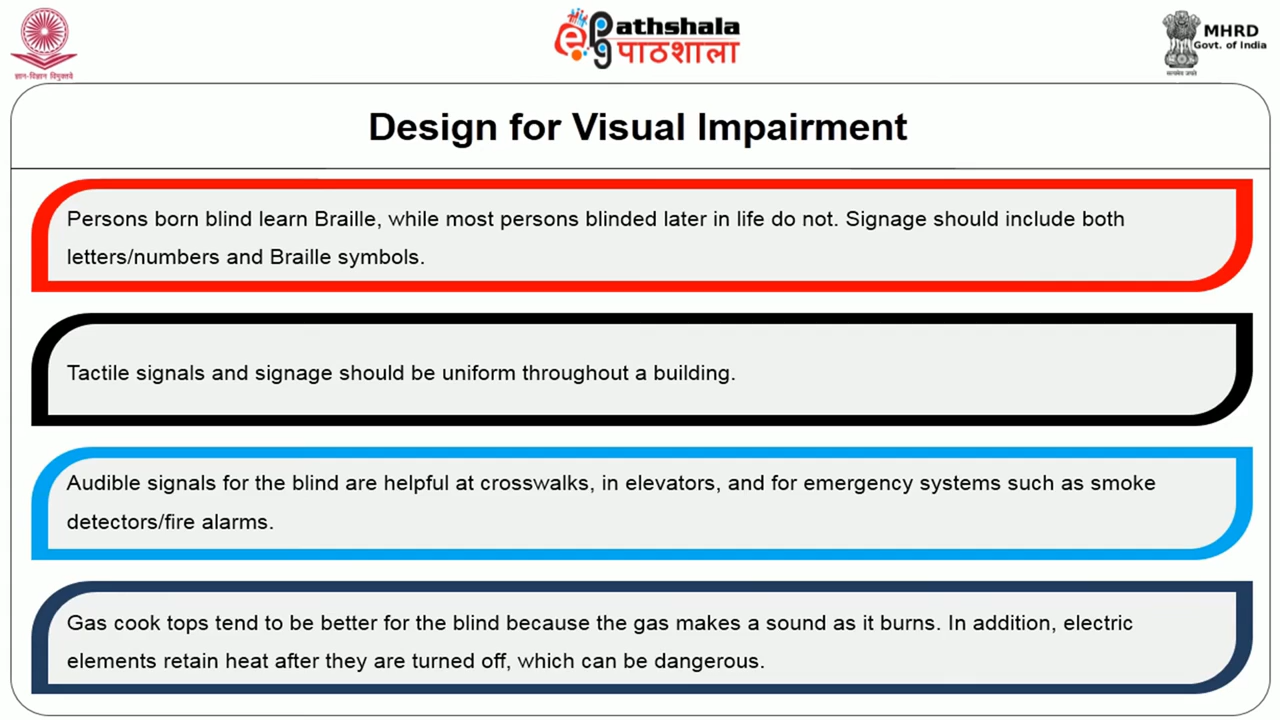 ज्ञान-विज्ञान विमुक्तये
ePathshala
पाठशाला
MHRD
Govt. of India
सत्यमेव जयते
Design for Visual Impairment
Persons born blind learn Braille, while most persons blinded later in life do not. Signage should include both
letters/numbers and Braille symbols.
Tactile signals and signage should be uniform throughout a building.
Audible signals for the blind are helpful at crosswalks, in elevators, and for emergency systems such as smoke
detectors/fire alarms.
Gas cook tops tend to be better for the blind because the gas makes a sound as it burns. In addition, electric
elements retain heat after they are turned off, which can be dangerous.